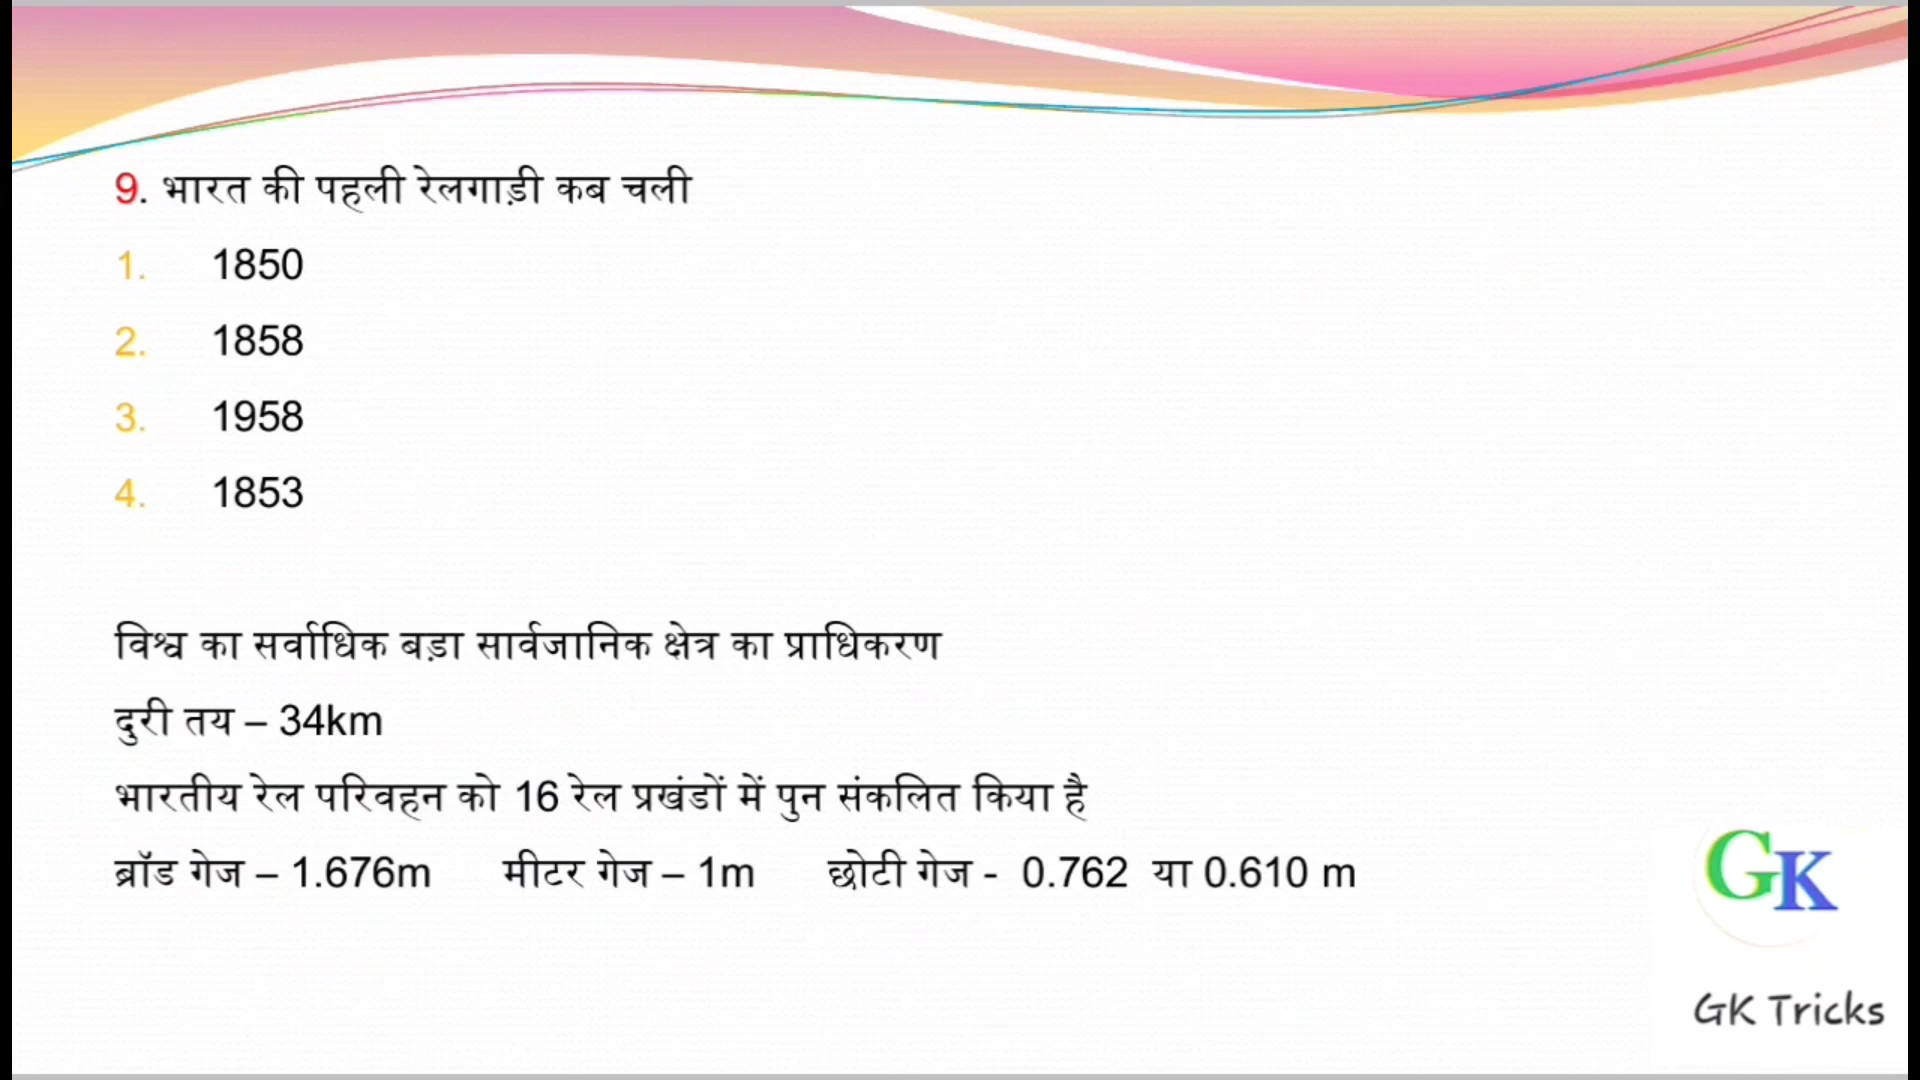 9. भारत की पहली रेलगाड़ी कब चली
1. 1850
2. 1858
3. 1958
4. 1853
विश्व का सर्वाधिक बड़ा सार्वजानिक क्षेत्र का प्राधिकरण
दुरी तय – 34km
भारतीय रेल परिवहन को 16 रेल प्रखंडों में पुन संकलित किया है
ब्रॉड गेज – 1.676m मीटर गेज – 1m छोटी गेज - 0.762 या 0.610 m
GK
GK Tricks